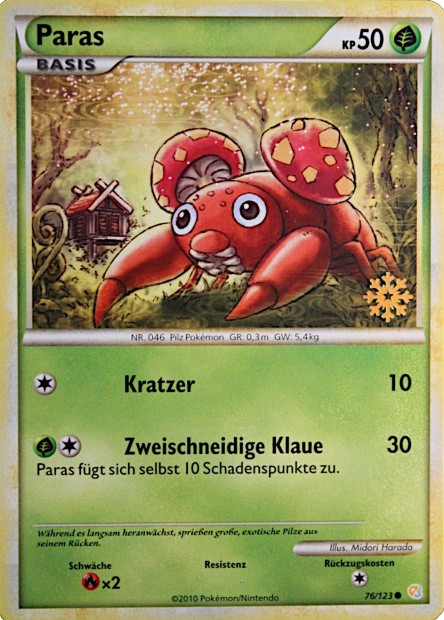 Paras
KP 50
BASIS
NR. 046 Pilz Pokémon GR: 0,3m GW: 5,4kg
Kratzer 10
Zweischneidige Klaue 30
Paras fügt sich selbst 10 Schadenspunkte zu.
Während es langsam heranwächst, sprießen große, exotische Pilze aus
seinem Rücken.
Illus. Midori Harada
Schwäche Resistenz Rückzugskosten
×2
©2010 Pokémon/Nintendo 76/123